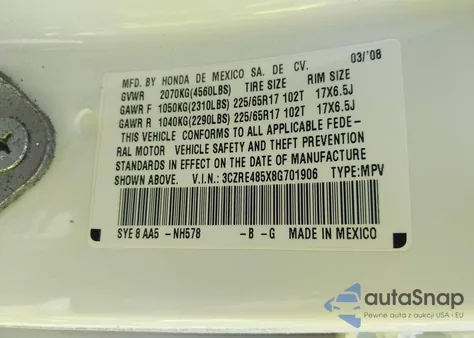 MFD. BY HONDA DE MEXICO SA. DE CV. 03/'08
GVWR 2070KG(4560LBS) TIRE SIZE RIM SIZE
GAWR F 1050KG(2310LBS) 225/65R17 102T 17X6.5J
GAWR R 1040KG(2290LBS) 225/65R17 102T 17X6.5J
THIS VEHICLE CONFORMS TO ALL APPLICABLE FEDE-
RAL MOTOR VEHICLE SAFETY AND THEFT PREVENTION
STANDARDS IN EFFECT ON THE DATE OF MANUFACTURE
SHOWN ABOVE. V.I.N.: 3CZRE485X8G701906 TYPE:MPV
SYE 8 AA5 -NH578 -B -G MADE IN MEXICO
autoSnap
Pewne auta z aukcji USA i EU